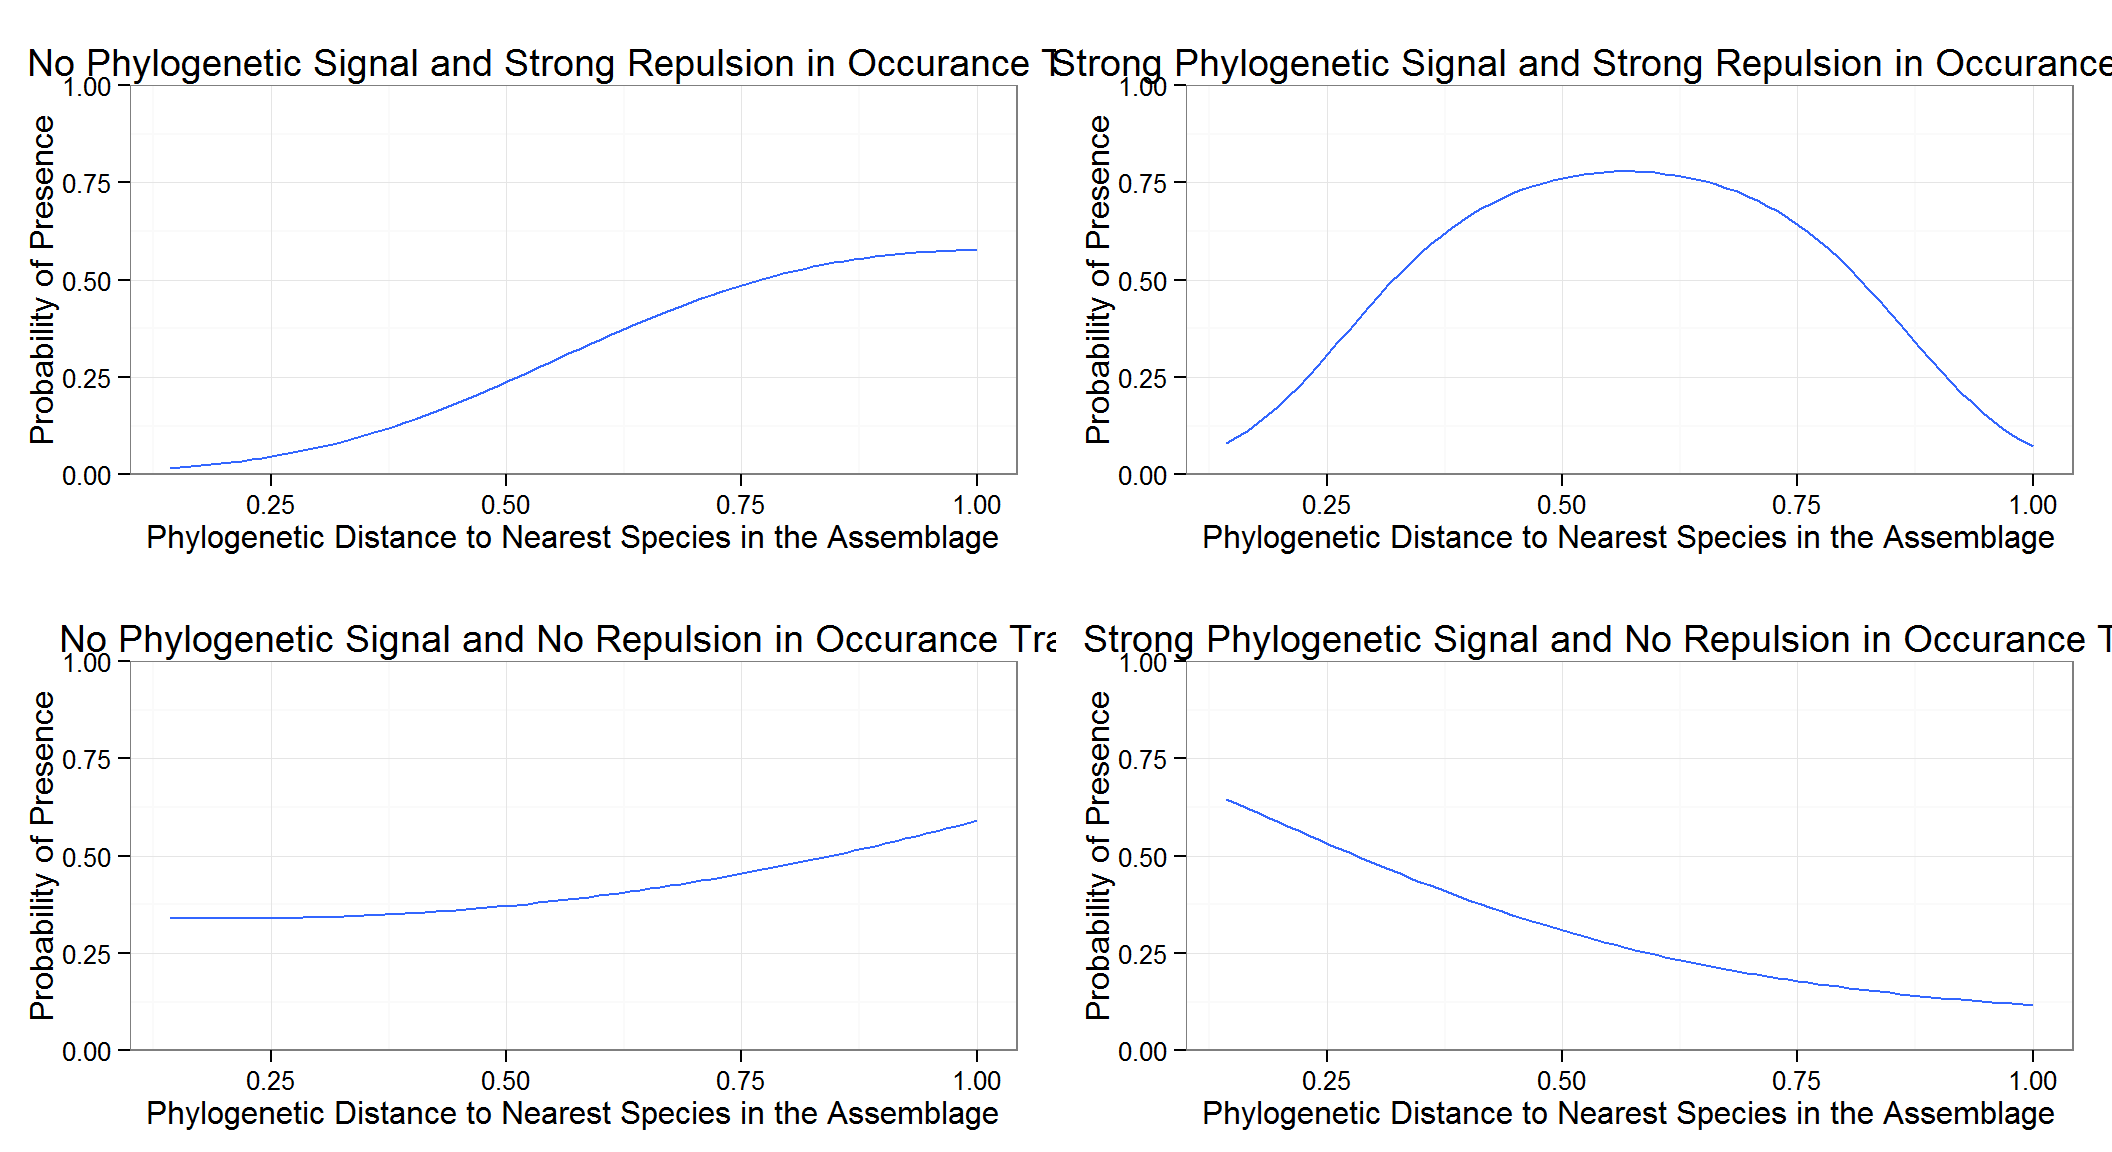 No Phylogenetic Signal and Strong Repulsion in Occurance T
1.00
0.75
0.50
0.25
0.00
Probability of Presence
0.25 0.50 0.75 1.00
Phylogenetic Distance to Nearest Species in the Assemblage
Strong Phylogenetic Signal and Strong Repulsion in Occurance
1.00
0.75
0.50
0.25
0.00
Probability of Presence
0.25 0.50 0.75 1.00
Phylogenetic Distance to Nearest Species in the Assemblage
No Phylogenetic Signal and No Repulsion in Occurance Tra
1.00
0.75
0.50
0.25
0.00
Probability of Presence
0.25 0.50 0.75 1.00
Phylogenetic Distance to Nearest Species in the Assemblage
Strong Phylogenetic Signal and No Repulsion in Occurance T
1.00
0.75
0.50
0.25
0.00
Probability of Presence
0.25 0.50 0.75 1.00
Phylogenetic Distance to Nearest Species in the Assemblage